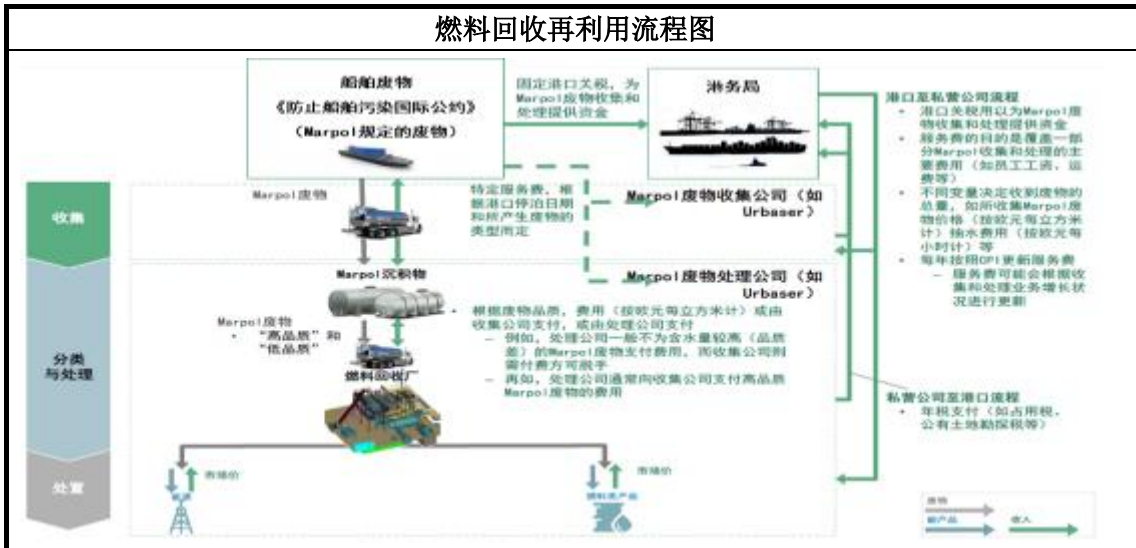 燃料回收再利用流程图
船舶废物
《防止船舶污染国际公约》
（Marpol规定的废物）
固定港口关税，为
Marpol废物收集和
处理提供资金
港务局
港口至私营公司流程
• 港口关税用以为Marpol废
物收集和处理提供资金
• 服务费的目的是覆盖一部
分Marpol收集和处理的主
要费用（如员工工资、运
费等）
• 不同变量决定收到废物的
总量，如所收集Marpol废
物价格（按欧元每立方米
计）抽水费用（按欧元每
小时计）等
• 每年按照CPI更新服务费
– 服务费可能会根据收
集和处理业务增长状
况进行更新
收集
Marpol废物
特定服务费，根
据港口停泊日期
和所产生废物的
类型而定
Marpol废物收集公司（如
Urbaser）
Marpol废物处理公司（如
Urbaser）
分类
与处理
Marpol沉积物
Marpol废物
• “高品质”和
“低品质”
燃料回收厂
• 根据废物品质，费用（按欧元每立方米计）或由
收集公司支付，或由处理公司支付
– 例如，处理公司一般不为含水量较高（品质
差）的Marpol废物支付费用，而收集公司则
需付费方可脱手
– 再如，处理公司通常向收集公司支付高品质
Marpol废物的费用
私营公司至港口流程
• 年税支付（如占用税、
公有土地勘探税等）
处置
市场价
能源
市场价
燃料类产品
废物
副产品
收入